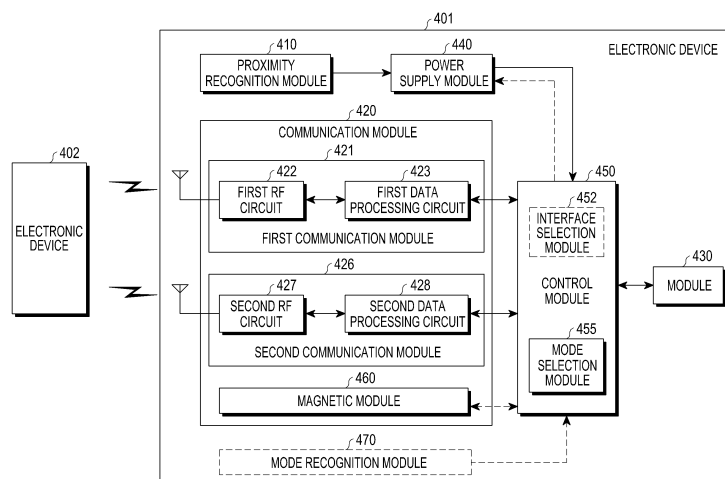 401
ELECTRONIC DEVICE
410
PROXIMITY
RECOGNITION MODULE
440
POWER
SUPPLY MODULE
420
COMMUNICATION MODULE
402
ELECTRONIC
DEVICE
421
422
FIRST RF
CIRCUIT
423
FIRST DATA
PROCESSING CIRCUIT
FIRST COMMUNICATION MODULE
426
427
SECOND RF
CIRCUIT
428
SECOND DATA
PROCESSING CIRCUIT
SECOND COMMUNICATION MODULE
460
MAGNETIC MODULE
470
MODE RECOGNITION MODULE
450
452
INTERFACE
SELECTION
MODULE
CONTROL
MODULE
455
MODE
SELECTION
MODULE
430
MODULE